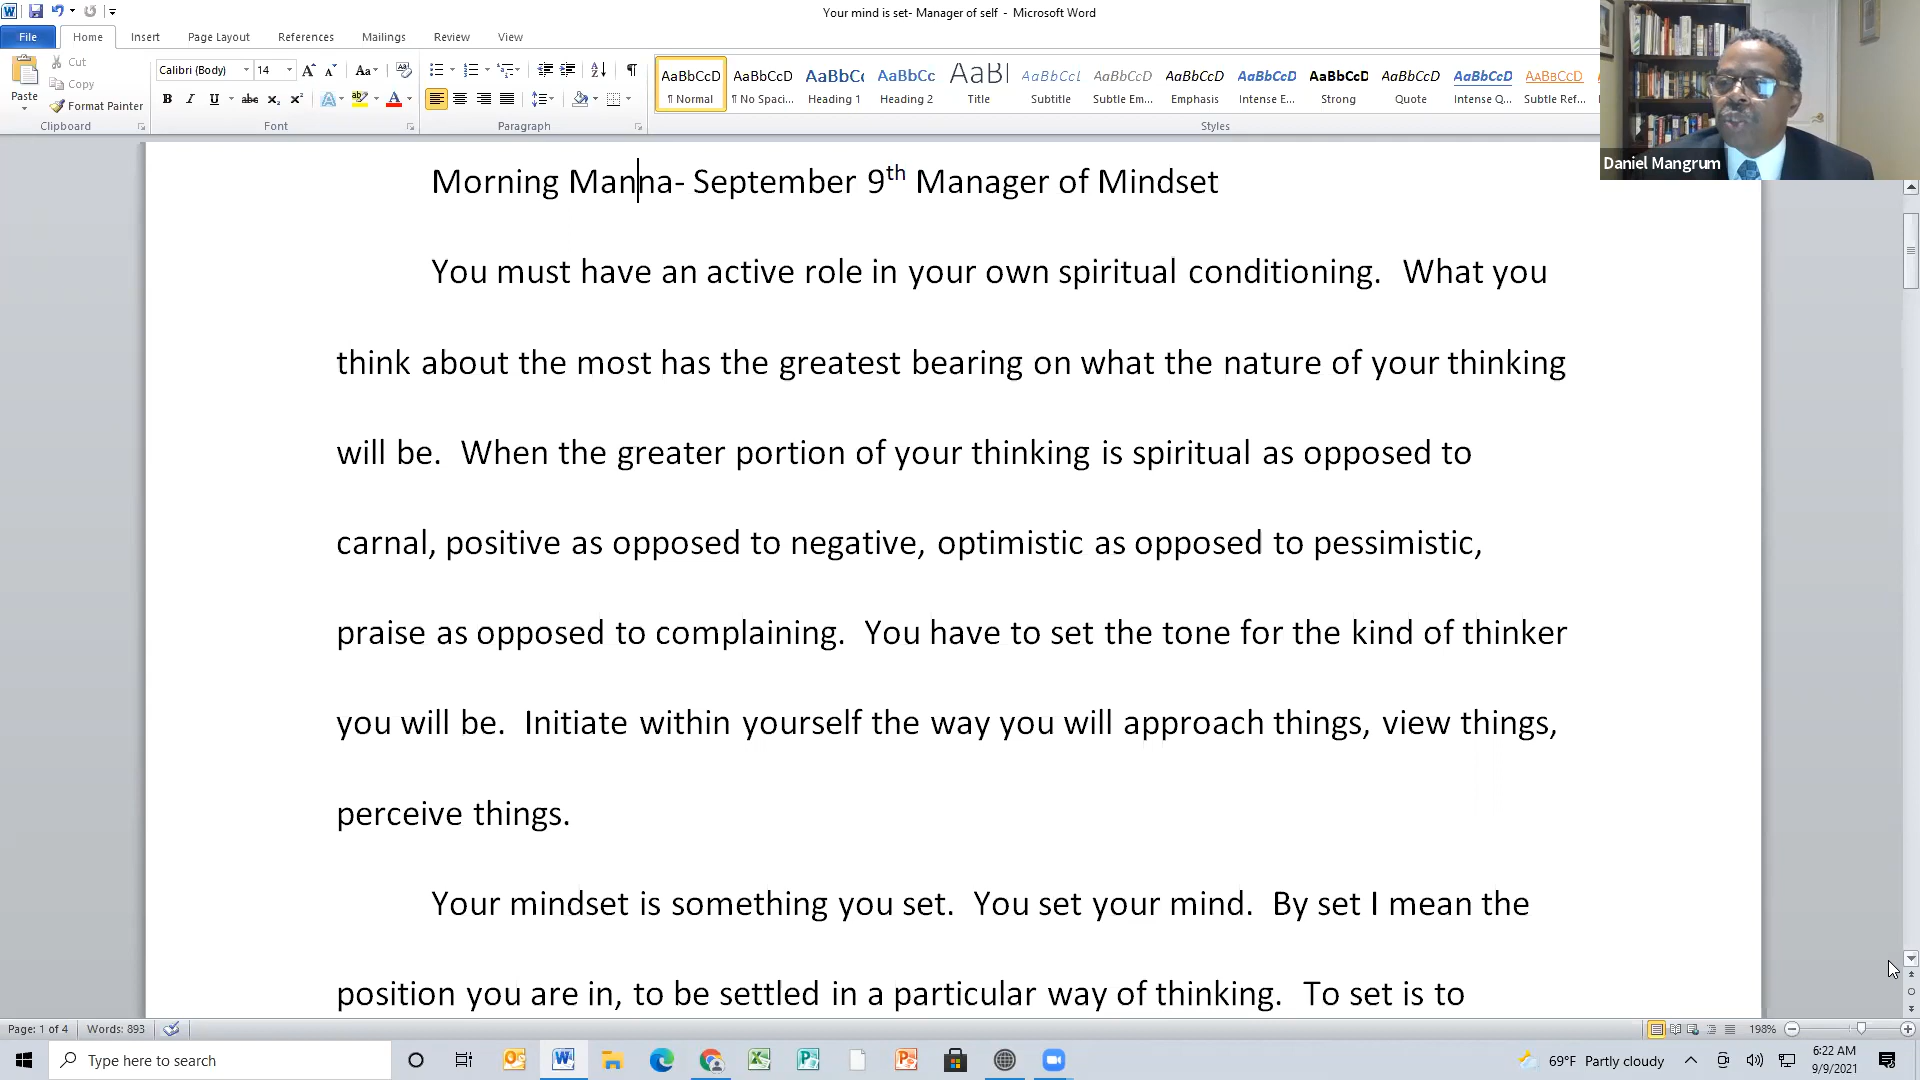 Your mind is set- Manager of self - Microsoft Word
File Home Insert Page Layout References Mailings Review View
Paste
Cut
Copy
Format Painter
Clipboard
Calibri (Body) 14
Font
Paragraph
AaBbCcD AaBbCcD AaBbCc AaBbCc AaBl AaBbCcL AaBbCcD AaBbCcD AaBbCcD AaBbCcD AaBbCcD AaBbCcD AaBbCcD
¶ Normal ¶ No Spaci... Heading 1 Heading 2 Title Subtitle Subtle Em... Emphasis Intense E... Strong Quote Intense Q... Subtle Ref...
Styles
Daniel Mangrum
Morning Manna- September 9th Manager of Mindset
You must have an active role in your own spiritual conditioning. What you
think about the most has the greatest bearing on what the nature of your thinking
will be. When the greater portion of your thinking is spiritual as opposed to
carnal, positive as opposed to negative, optimistic as opposed to pessimistic,
praise as opposed to complaining. You have to set the tone for the kind of thinker
you will be. Initiate within yourself the way you will approach things, view things,
perceive things.
Your mindset is something you set. You set your mind. By set I mean the
position you are in, to be settled in a particular way of thinking. To set is to
Page: 1 of 4 Words: 893 198%
Type here to search
69°F Partly cloudy
6:22 AM
9/9/2021